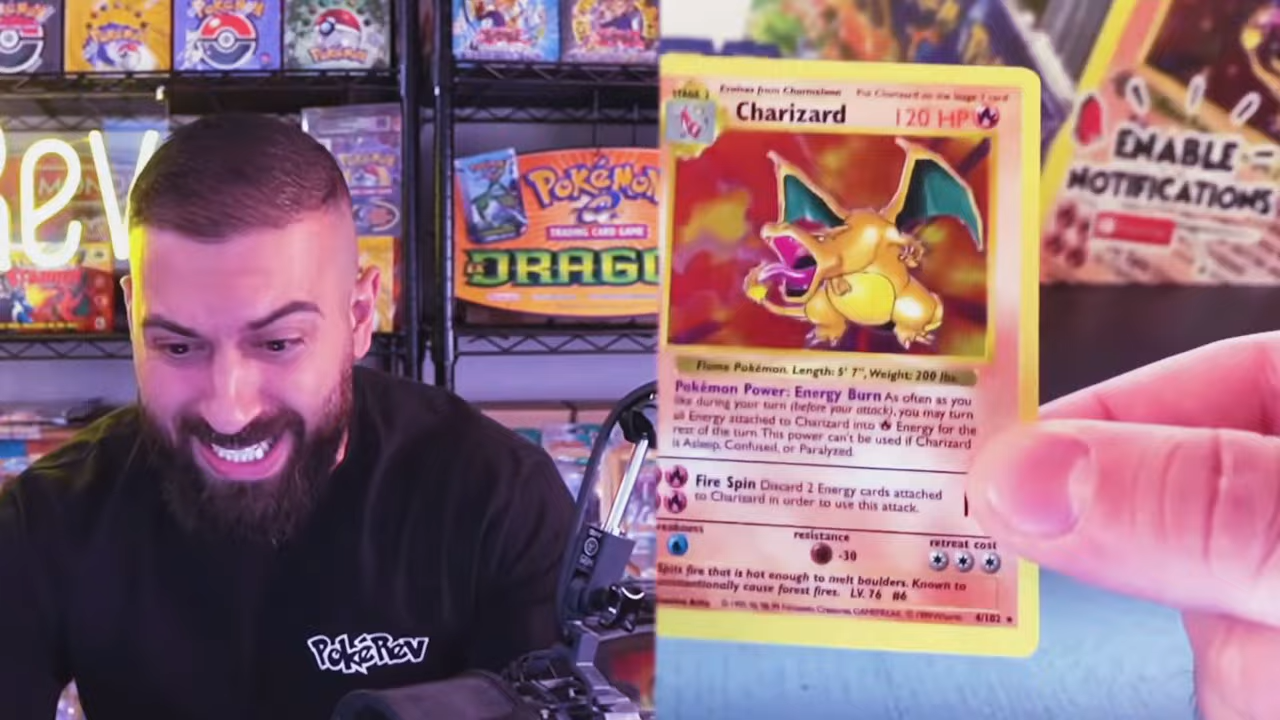 Pokémon
Rev
Pokémon
TRADING CARD GAME
DRAG
PokéRev
STAGE 2
Evolves from Charmeleon
Put Charizard on the Stage 1 card
Charizard
120 HP
Flame Pokémon. Length: 5' 7", Weight: 200 lbs.
Pokémon Power: Energy Burn As often as you
like during your turn (before your attack), you may turn
all Energy attached to Charizard into Energy for the
rest of the turn. This power can't be used if Charizard
is Asleep, Confused, or Paralyzed.
Fire Spin Discard 2 Energy cards attached
to Charizard in order to use this attack.
weakness
resistance
-30
retreat cost
Spits fire that is hot enough to melt boulders. Known to
unintentionally cause forest fires. LV. 76 #6
4/102
ENABLE
NOTIFICATIONS